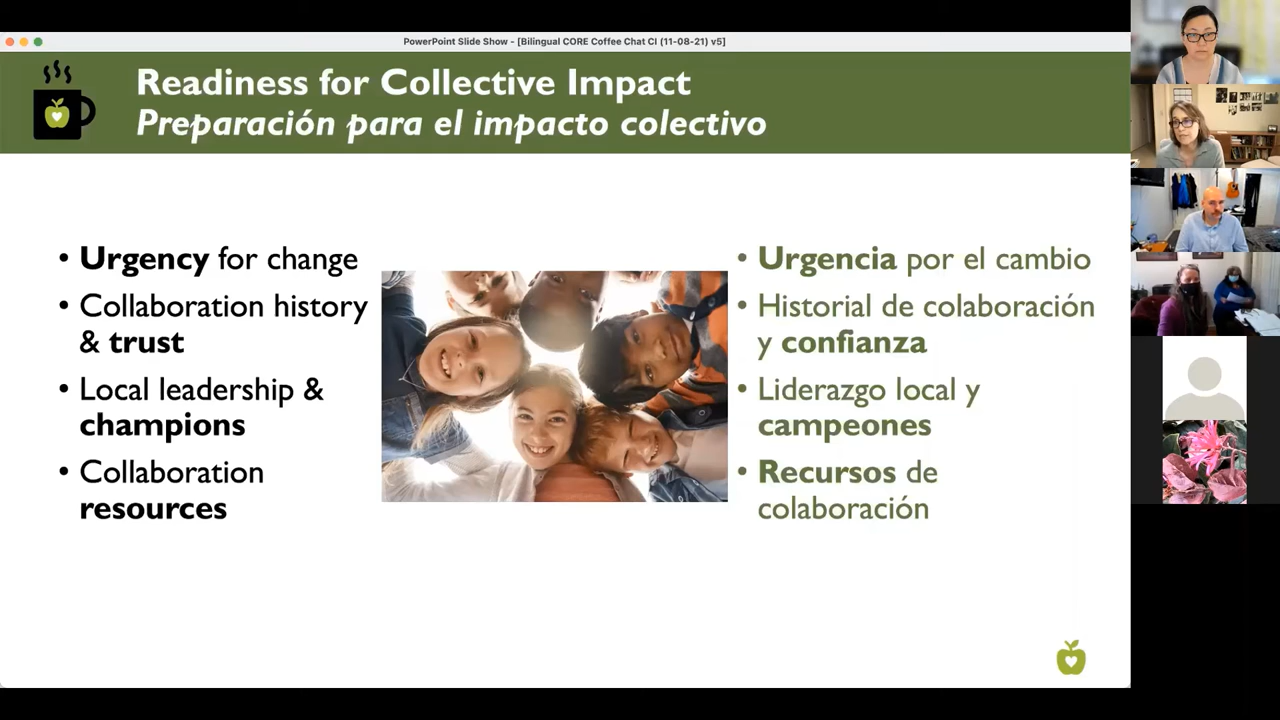 PowerPoint Slide Show - [Bilingual CORE Coffee Chat CI (11-08-21) v5]
Readiness for Collective Impact
Preparación para el impacto colectivo
• Urgency for change
• Collaboration history
& trust
• Local leadership &
champions
• Collaboration
resources
• Urgencia por el cambio
• Historial de colaboración
y confianza
• Liderazgo local y
campeones
• Recursos de
colaboración